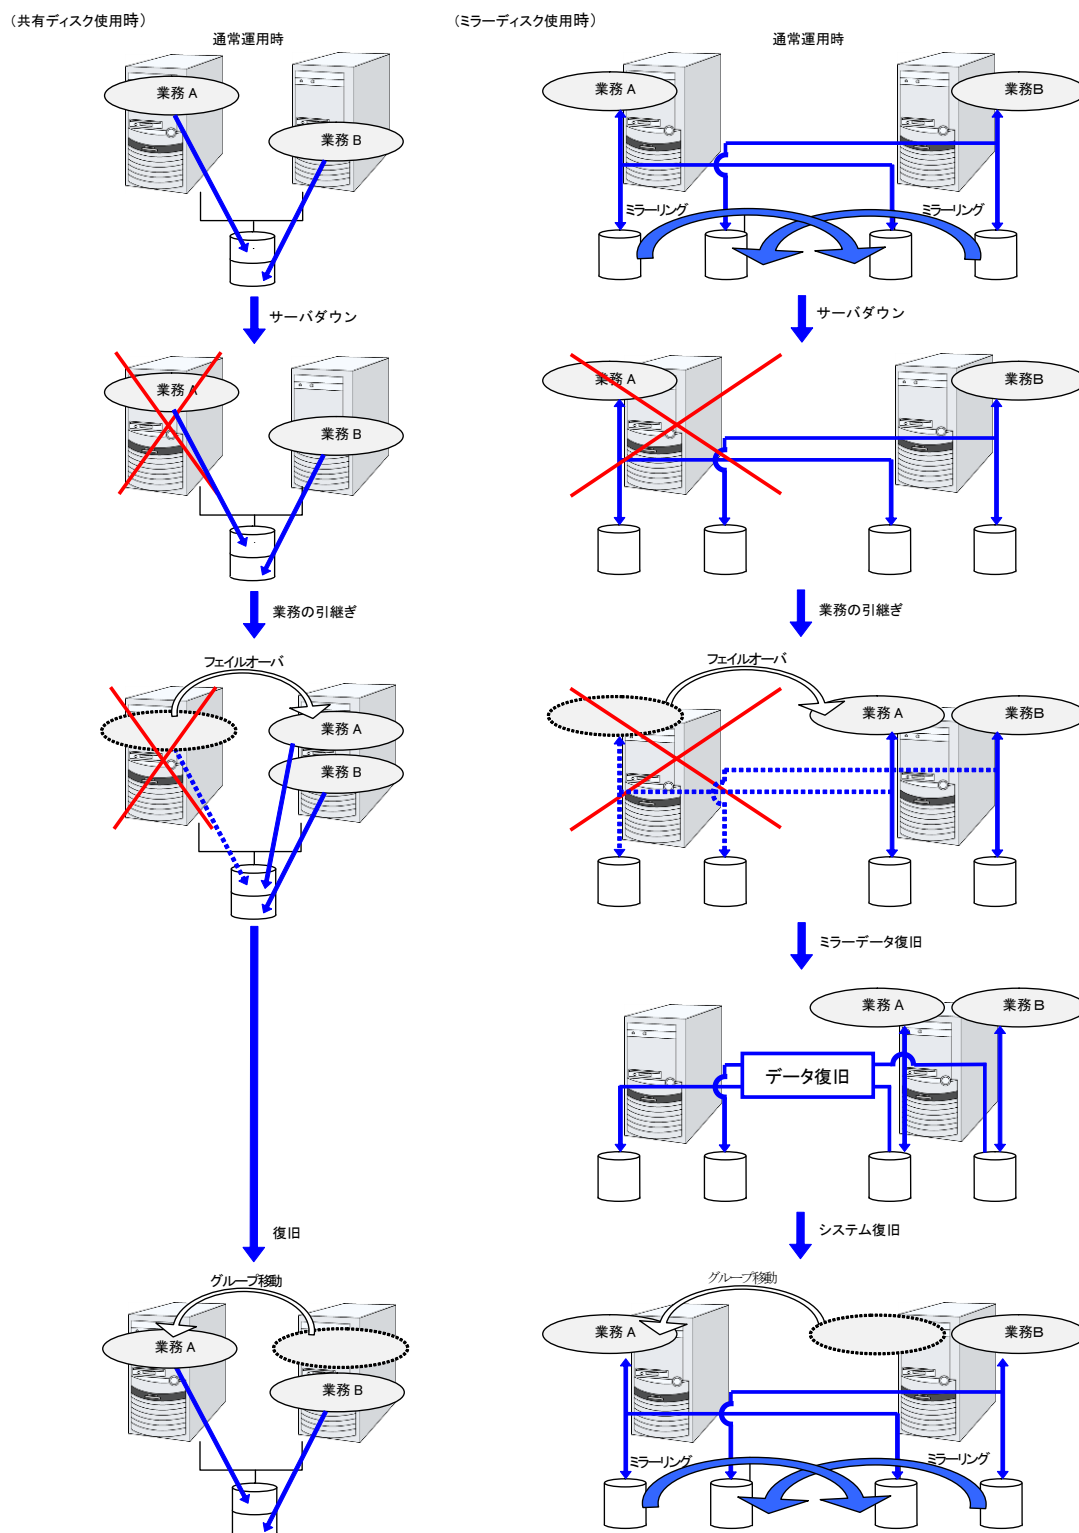 （共有ディスク使用時）
通常運用時
業務 A
業務 B
サーバダウン
業務 A
業務 B
業務の引継ぎ
フェイルオーバ
業務 A
業務 B
復旧
グループ移動
業務 A
業務 B
（ミラーディスク使用時）
通常運用時
業務 A
業務B
ミラーリング
ミラーリング
サーバダウン
業務 A
業務B
業務の引継ぎ
フェイルオーバ
業務 A
業務B
ミラーデータ復旧
業務 A
業務B
データ復旧
システム復旧
グループ移動
業務 A
業務B
ミラーリング
ミラーリング